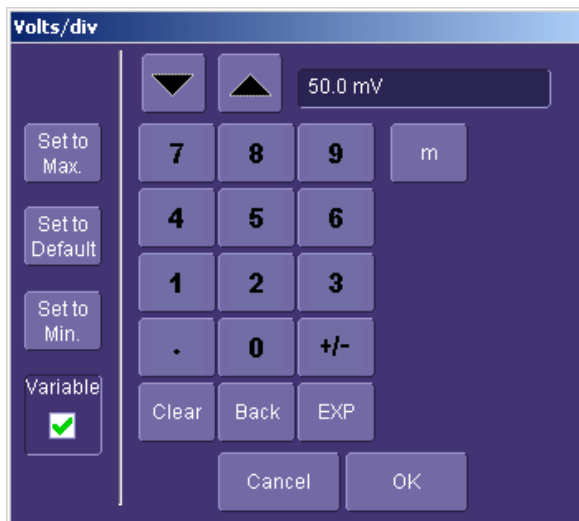 Volts/div
50.0 mV
Set to
Max.
7 8 9 m
Set to
Default
4 5 6
Set to
Min.
1 2 3
. 0 +/-
Variable
Clear Back EXP
Cancel OK